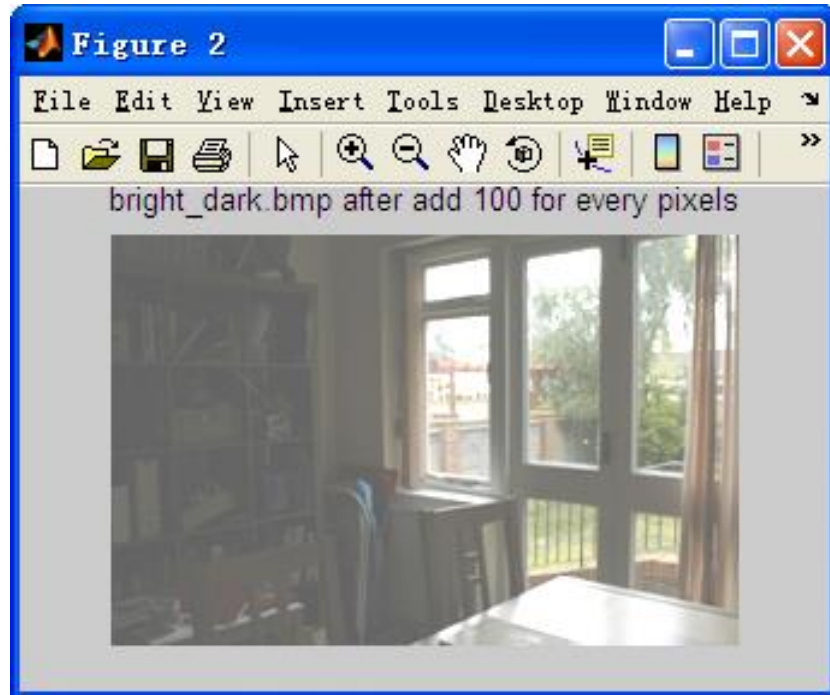 Figure 2
File Edit View Insert Tools Desktop Window Help
bright_dark.bmp after add 100 for every pixels